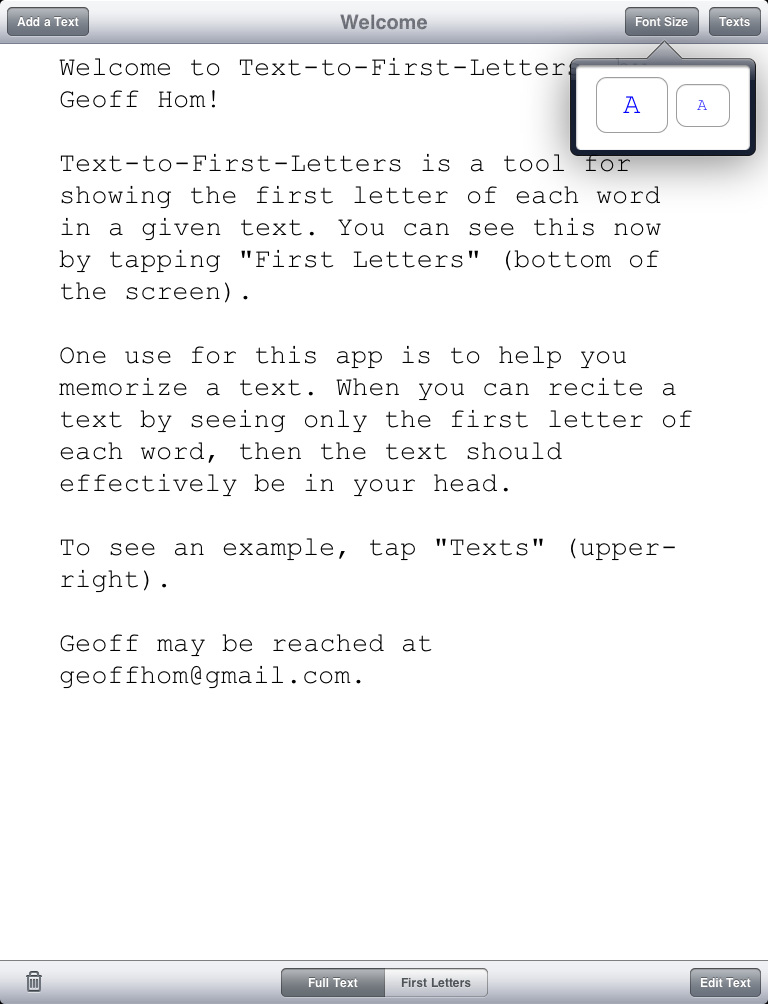 Add a Text Welcome Font Size Texts
A A
Welcome to Text-to-First-Letters
Geoff Hom!
Text-to-First-Letters is a tool for
showing the first letter of each word
in a given text. You can see this now
by tapping "First Letters" (bottom of
the screen).
One use for this app is to help you
memorize a text. When you can recite a
text by seeing only the first letter of
each word, then the text should
effectively be in your head.
To see an example, tap "Texts" (upper-
right).
Geoff may be reached at
geoffhom@gmail.com.
Full Text First Letters Edit Text